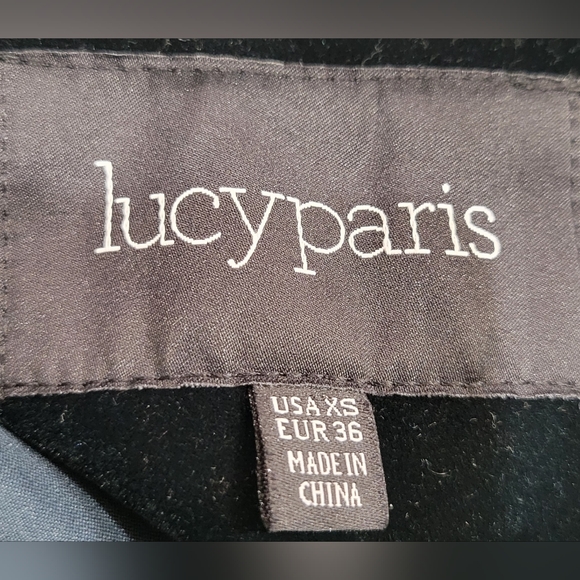 lucyparis
USA XS
EUR 36
MADE IN
CHINA